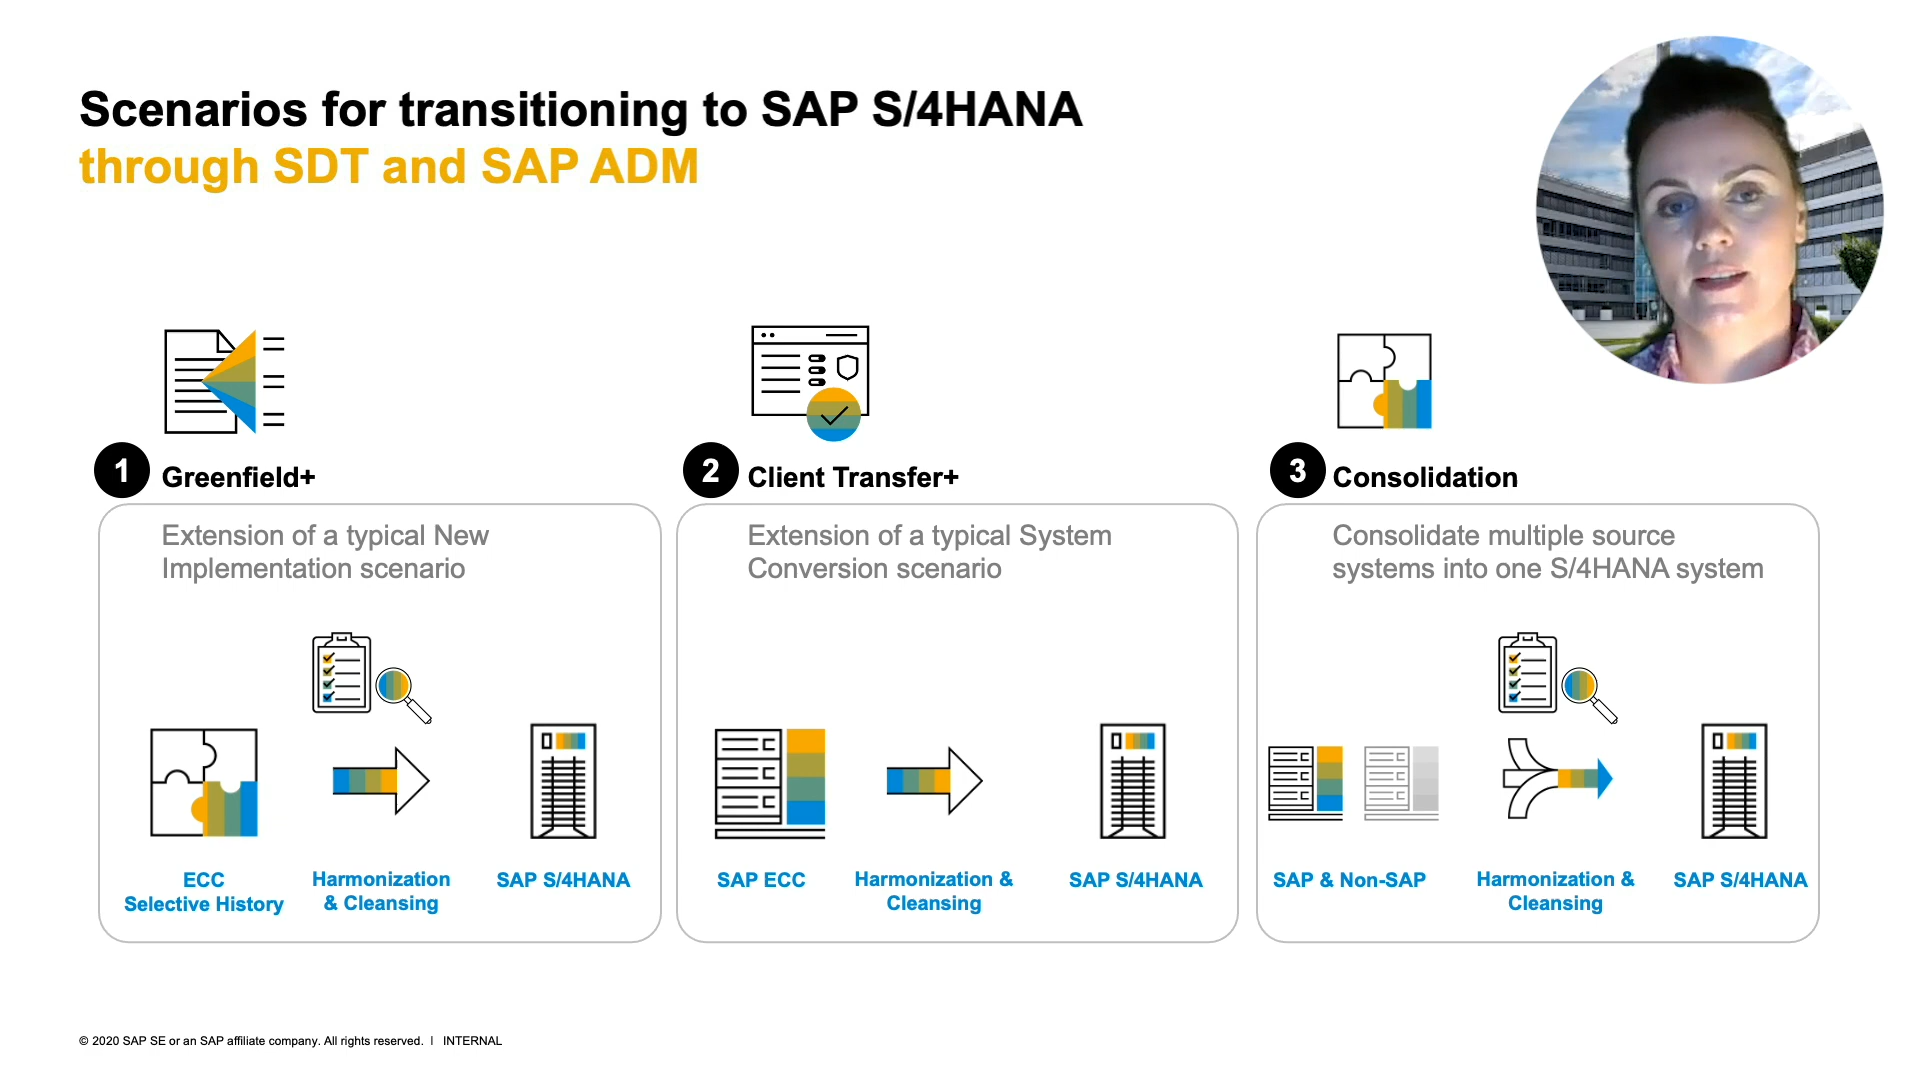 Scenarios for transitioning to SAP S/4HANA
through SDT and SAP ADM
1
Greenfield+
Extension of a typical New
Implementation scenario
ECC
Selective History
Harmonization
& Cleansing
SAP S/4HANA
2
Client Transfer+
Extension of a typical System
Conversion scenario
SAP ECC
Harmonization &
Cleansing
SAP S/4HANA
3
Consolidation
Consolidate multiple source
systems into one S/4HANA system
SAP & Non-SAP
Harmonization &
Cleansing
SAP S/4HANA
© 2020 SAP SE or an SAP affiliate company. All rights reserved. | INTERNAL